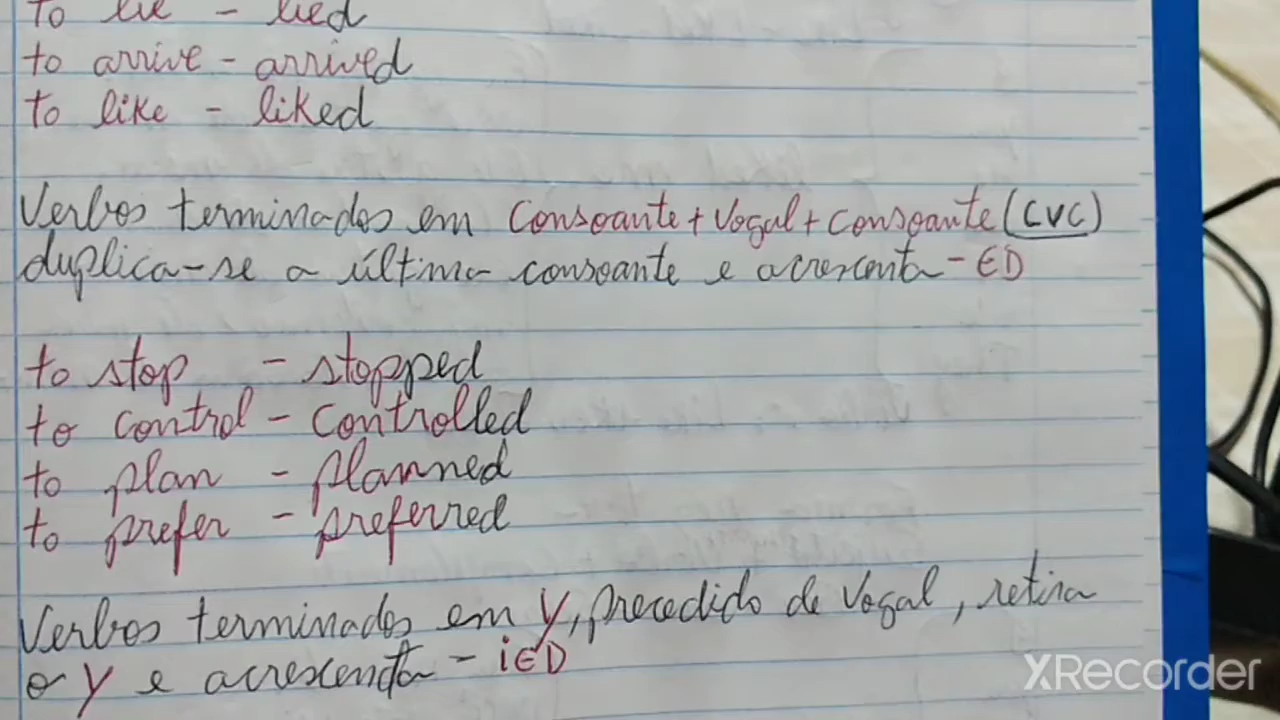 to lie - lied
to arrive - arrived
to like - liked
Verbos terminados em Consoante + Vogal + Consoante (CVC)
duplica-se a última consoante e acrescenta - ED
to stop - stopped
to control - controlled
to plan - planned
to prefer - preferred
Verbos terminados em y, precedido de Vogal, retira
o y e acrescenta - iED
XRecorder